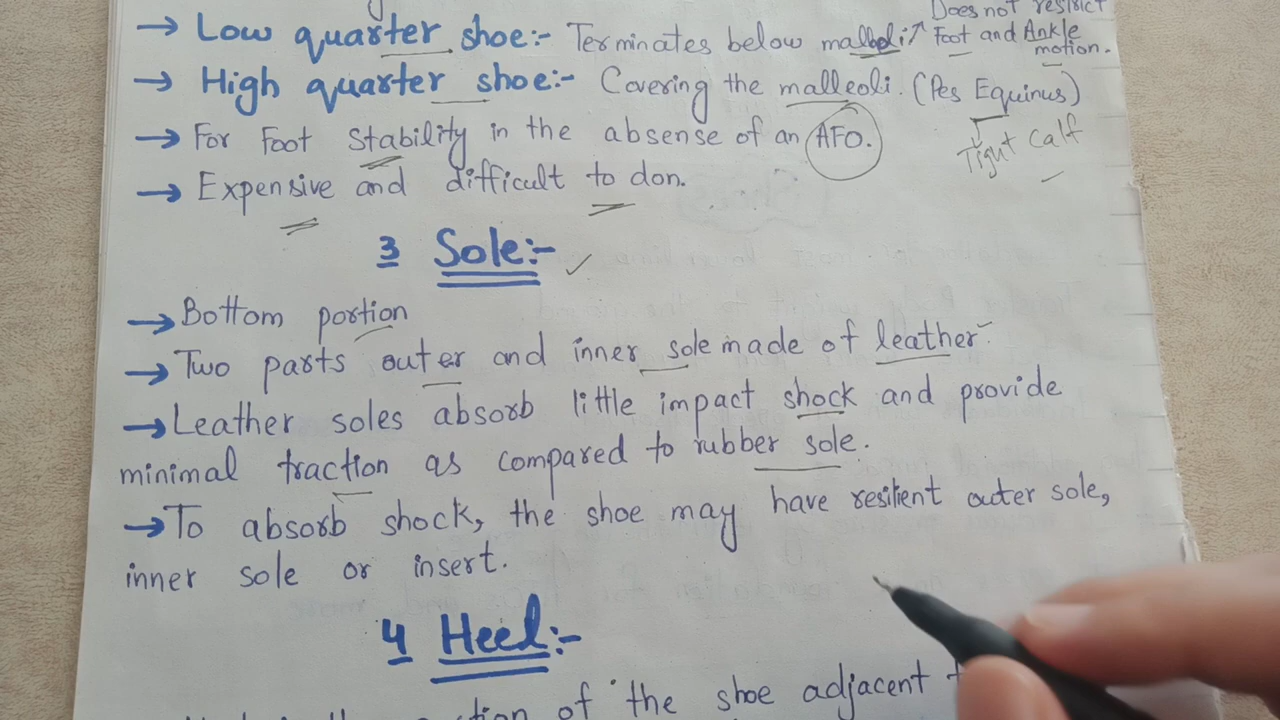 Does not restrict
→ Low quarter shoe:- Terminates below malleoli ↗ Foot and Ankle motion.
→ High quarter shoe:- Covering the malleoli. (Pes Equinus)
Tight calf
→ For Foot stability in the absense of an AFO.
→ Expensive and difficult to don.
3 Sole:- ✓
→ Bottom portion
→ Two parts outer and inner sole made of leather.
→ Leather soles absorb little impact shock and provide
minimal traction as compared to rubber sole.
→ To absorb shock, the shoe may have resilient outer sole,
inner sole or insert.
4 Heel:-
of the shoe adjacent